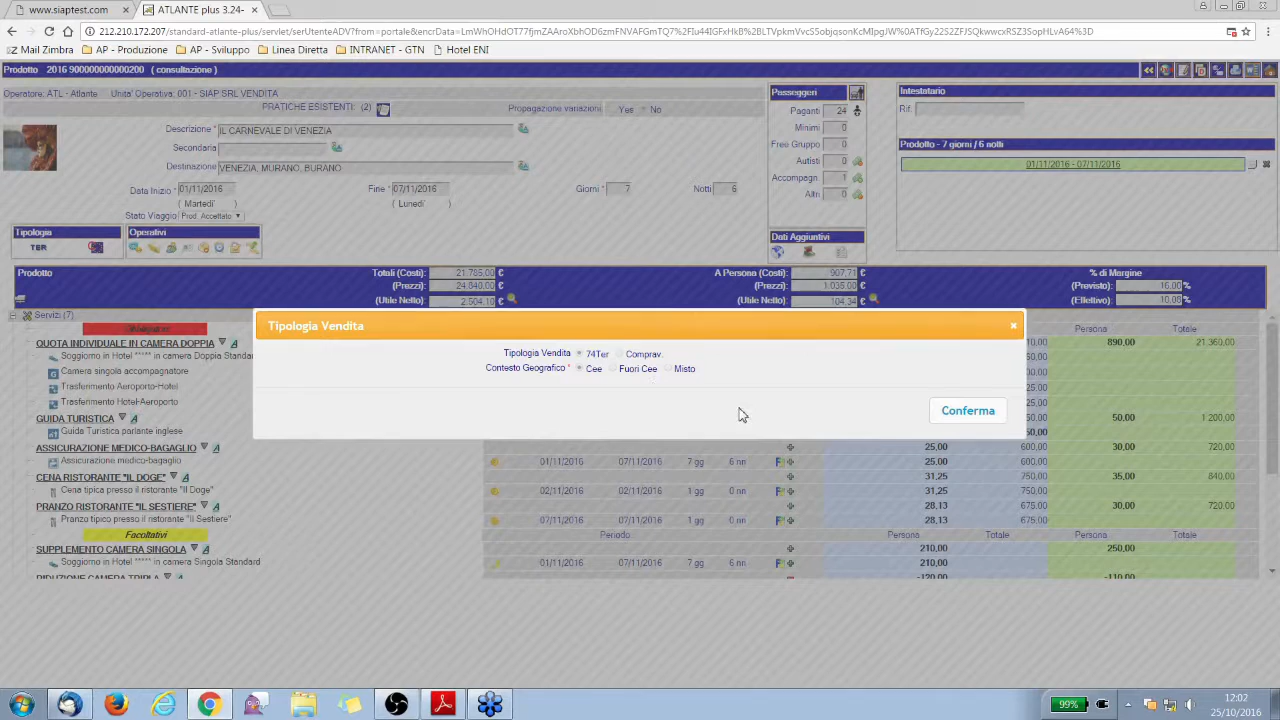 www.siaptest.com
ATLANTE plus 3.24-
212.210.172.207/standard-atlante-plus/servlet/serUtenteADV?from=portale&
Mail Zimbra AP - Produzione AP - Sviluppo Linea Diretta INTRANET - GTN Hotel ENI
Prodotto 2016 900000000000200 ( consultazione )
Operatore: ATL - Atlante Unita' Operativa: 001 - SIAP SRL VENDITA
PRATICHE ESISTENTI: (2) Propagazione variazioni: Yes No
Descrizione * IL CARNEVALE DI VENEZIA
Secondaria
Destinazione * VENEZIA, MURANO, BURANO
Data Inizio * 01/11/2016 Fine * 07/11/2016 Giorni * 7 Notti 6
( Martedi' ) ( Lunedi' )
Stato Viaggio Prod. Accettato
Tipologia Operativi
TER
Passeggeri
Paganti 24
Minimi 0
Free Gruppo 0
Autisti 0
Accompagn. 1
Altri 0
Dati Aggiuntivi
Intestatario
Rif.
Prodotto - 7 giorni / 6 notti
01/11/2016 - 07/11/2016
Prodotto Totali (Costi): 21.785,00 € A Persona (Costi): 907,71 € % di Margine
(Prezzi): 24.840,00 € (Prezzi): 1.035,00 € (Previsto): 16,00 %
(Utile Netto): 2.504,10 € (Utile Netto): 104,34 € (Effettivo): 10,08 %
Servizi (7)
Tipologia Vendita ×
Tipologia Vendita 74Ter Comprav.
Contesto Geografico * Cee Fuori Cee Misto
Conferma
Persona Totale
QUOTA INDIVIDUALE IN CAMERA DOPPIA 890,00 21.360,00
Soggiorno in Hotel ***** in camera Doppia Standard
Camera singola accompagnatore
Trasferimento Aeroporto-Hotel
Trasferimento Hotel-Aeroporto
GUIDA TURISTICA 50,00 1.200,00
Guida Turistica parlante inglese
ASSICURAZIONE MEDICO-BAGAGLIO 25,00 600,00 30,00 720,00
Assicurazione medico-bagaglio 01/11/2016 07/11/2016 7 gg 6 nn 25,00 600,00
CENA RISTORANTE "IL DOGE" 31,25 750,00 35,00 840,00
Cena tipica presso il ristorante "Il Doge" 02/11/2016 02/11/2016 1 gg 0 nn 31,25 750,00
PRANZO RISTORANTE "IL SESTIERE" 28,13 675,00 30,00 720,00
Pranzo tipico presso il ristorante "Il Sestiere" 07/11/2016 07/11/2016 1 gg 0 nn 28,13 675,00
Facoltativi Periodo Persona Totale Persona Totale
SUPPLEMENTO CAMERA SINGOLA 210,00 250,00
Soggiorno in Hotel ***** in camera Singola Standard 01/11/2016 07/11/2016 7 gg 6 nn 210,00
RIDUZIONE CAMERA TRIPLA -120,00 -110,00
99%
12:02
25/10/2016